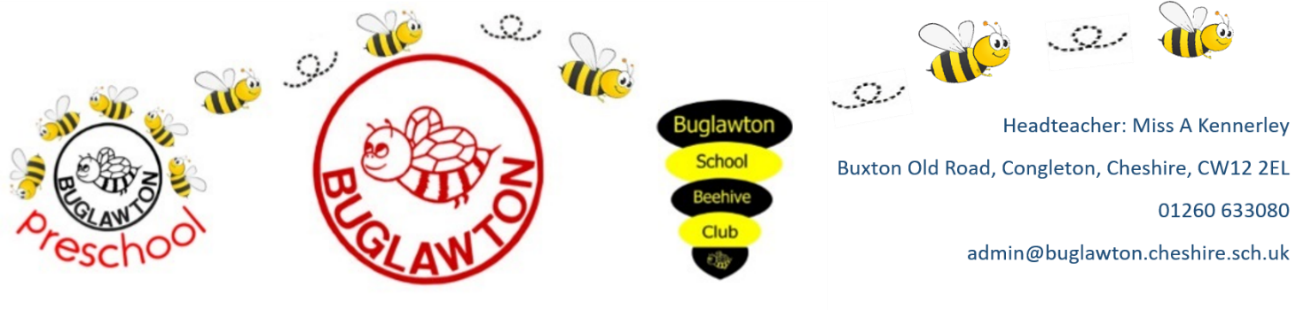 BUGLAWTON
preschool
BUGLAWTON
Buglawton
School
Beehive
Club
Headteacher: Miss A Kennerley
Buxton Old Road, Congleton, Cheshire, CW12 2EL
01260 633080
admin@buglawton.cheshire.sch.uk